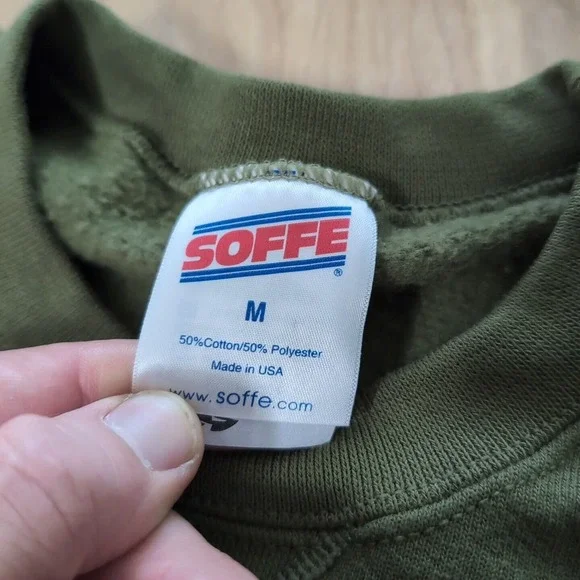 SOFFE
®
M
50%Cotton/50% Polyester
Made in USA
www.soffe.com